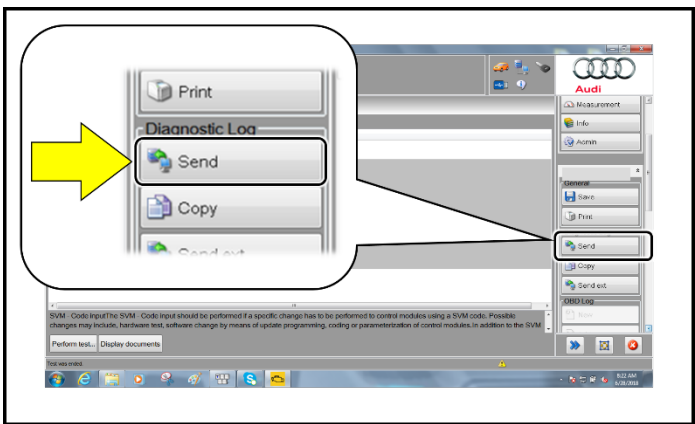 Print
Diagnostic Log
Send
Copy
Send ext
Audi
Measurement
Info
Admin
General
Save
Print
Send
Copy
Send ext
OBD Log
SVM - Code inputThe SVM - Code input should be performed if a specific change has to be performed to control modules using a SVM code. Possible
changes may include, hardware test, software change by means of update programming, coding or parameterization of control modules.In addition to the SVM
Perform test... Display documents
Test was ended
8:22 AM